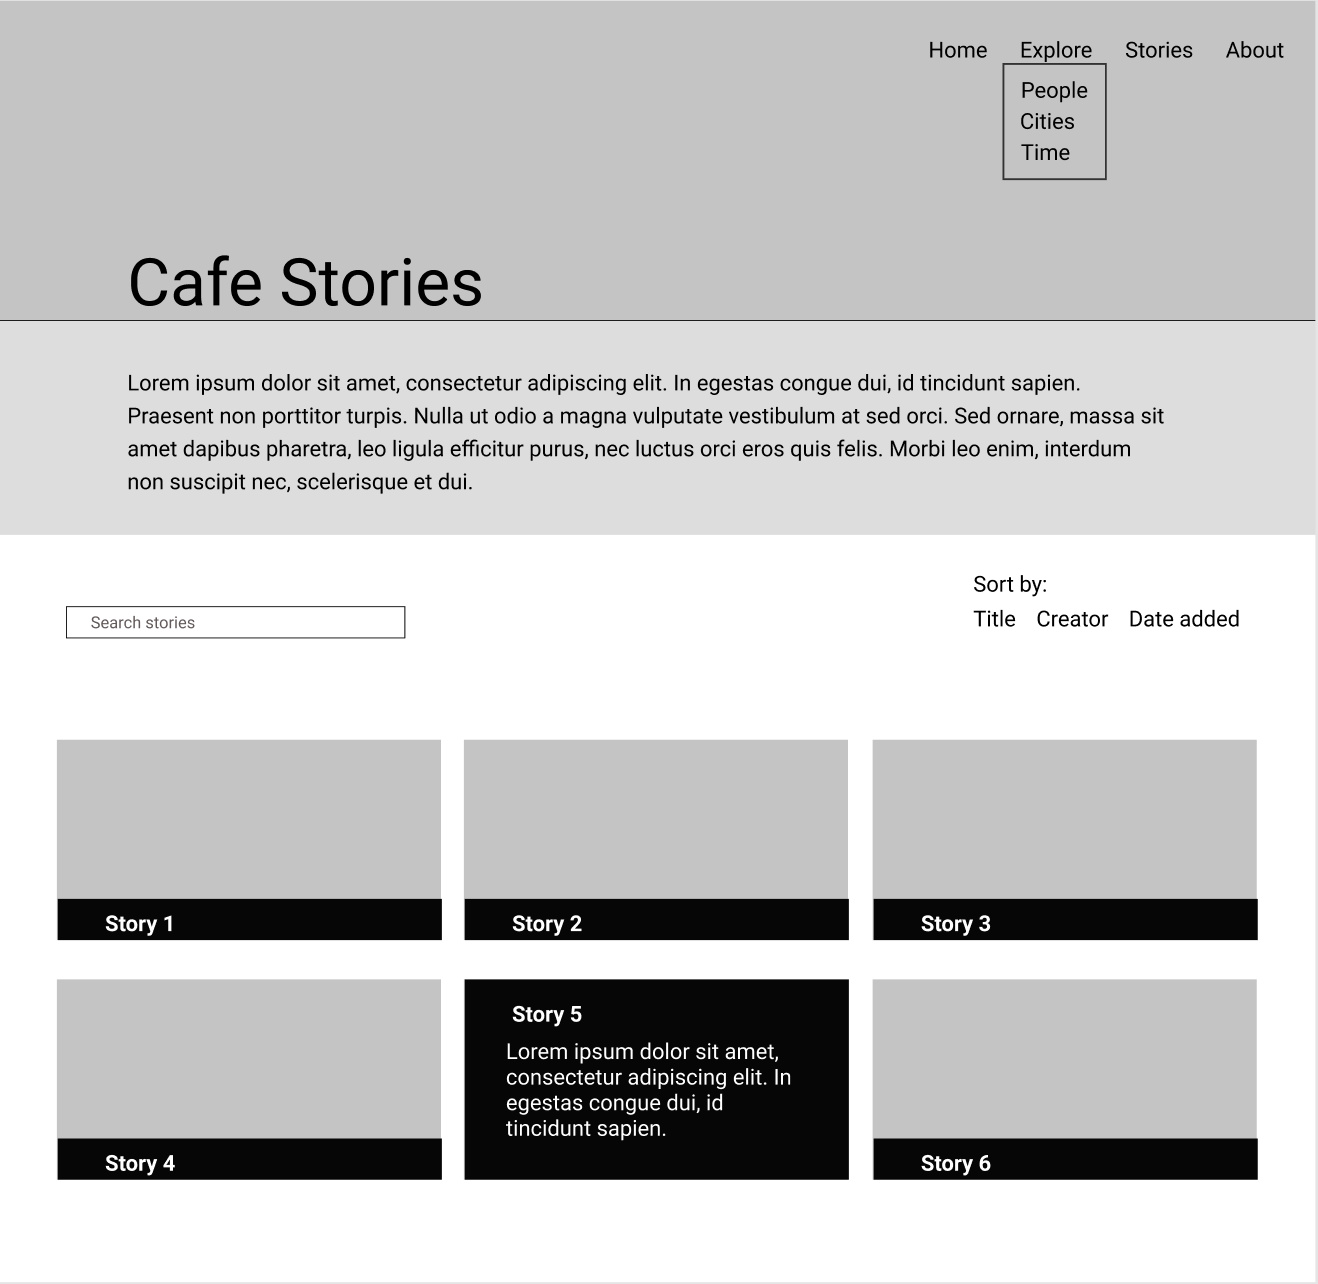 Home Explore Stories About
People
Cities
Time
Cafe Stories
Lorem ipsum dolor sit amet, consectetur adipiscing elit. In egestas congue dui, id tincidunt sapien.
Praesent non porttitor turpis. Nulla ut odio a magna vulputate vestibulum at sed orci. Sed ornare, massa sit
amet dapibus pharetra, leo ligula efficitur purus, nec luctus orci eros quis felis. Morbi leo enim, interdum
non suscipit nec, scelerisque et dui.
Sort by:
Search stories
Title Creator Date added
Story 1
Story 2
Story 3
Story 4
Story 5
Lorem ipsum dolor sit amet,
consectetur adipiscing elit. In
egestas congue dui, id
tincidunt sapien.
Story 6